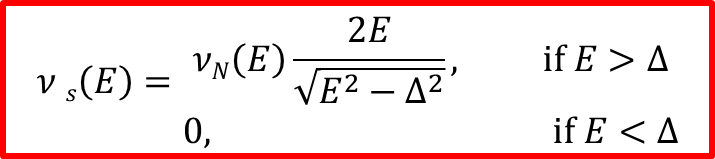 ν s(E) = ν_N(E) 2E / √(E² − Δ²), if E > Δ
0, if E < Δ